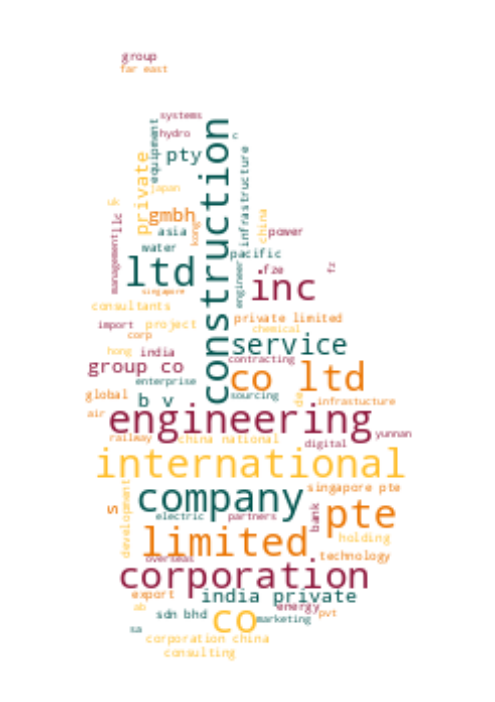 group
far east
systems
hydro
equipment
construction
c
pty
private
japan
infrastructure
uk
llc
gmbh
kong
china
asia
power
management
water
pacific
ltd
engineer
fze
fz
inc
singapore
consultants
private limited
import
project
chemical
corp
service
hong
india
contracting
group co
enterprise
co ltd
global
b v
sourcing
de
infrastucture
air
engineering
yunnan
railway
china national
digital
international
development
singapore pte
company
s
electric
partners
bank
pte
limited
holding
overseas
technology
corporation
export
india private
ab
sdn bhd
co
energy
pvt
marketing
sa
corporation china
consulting